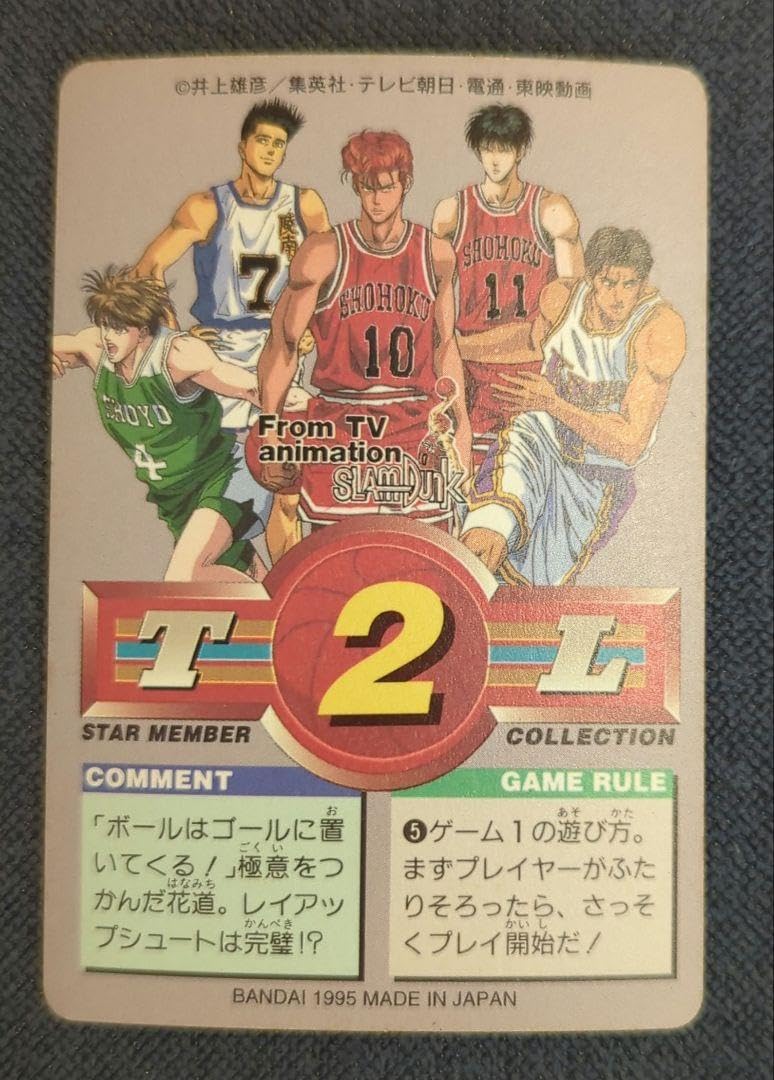 ©井上雄彦／集英社・テレビ朝日・電通・東映動画
陵南
7
SHOHOKU
10
SHOHOKU
11
SHOYO
4
From TV
animation
SLAM DUNK
T 2 L
STAR MEMBER
COLLECTION
COMMENT
「ボールはゴールに置
いてくる！」極意をつ
かんだ花道。レイアッ
プシュートは完璧!?
GAME RULE
❺ゲーム1の遊び方。
まずプレイヤーがふた
りそろったら、さっそ
くプレイ開始だ！
BANDAI 1995 MADE IN JAPAN